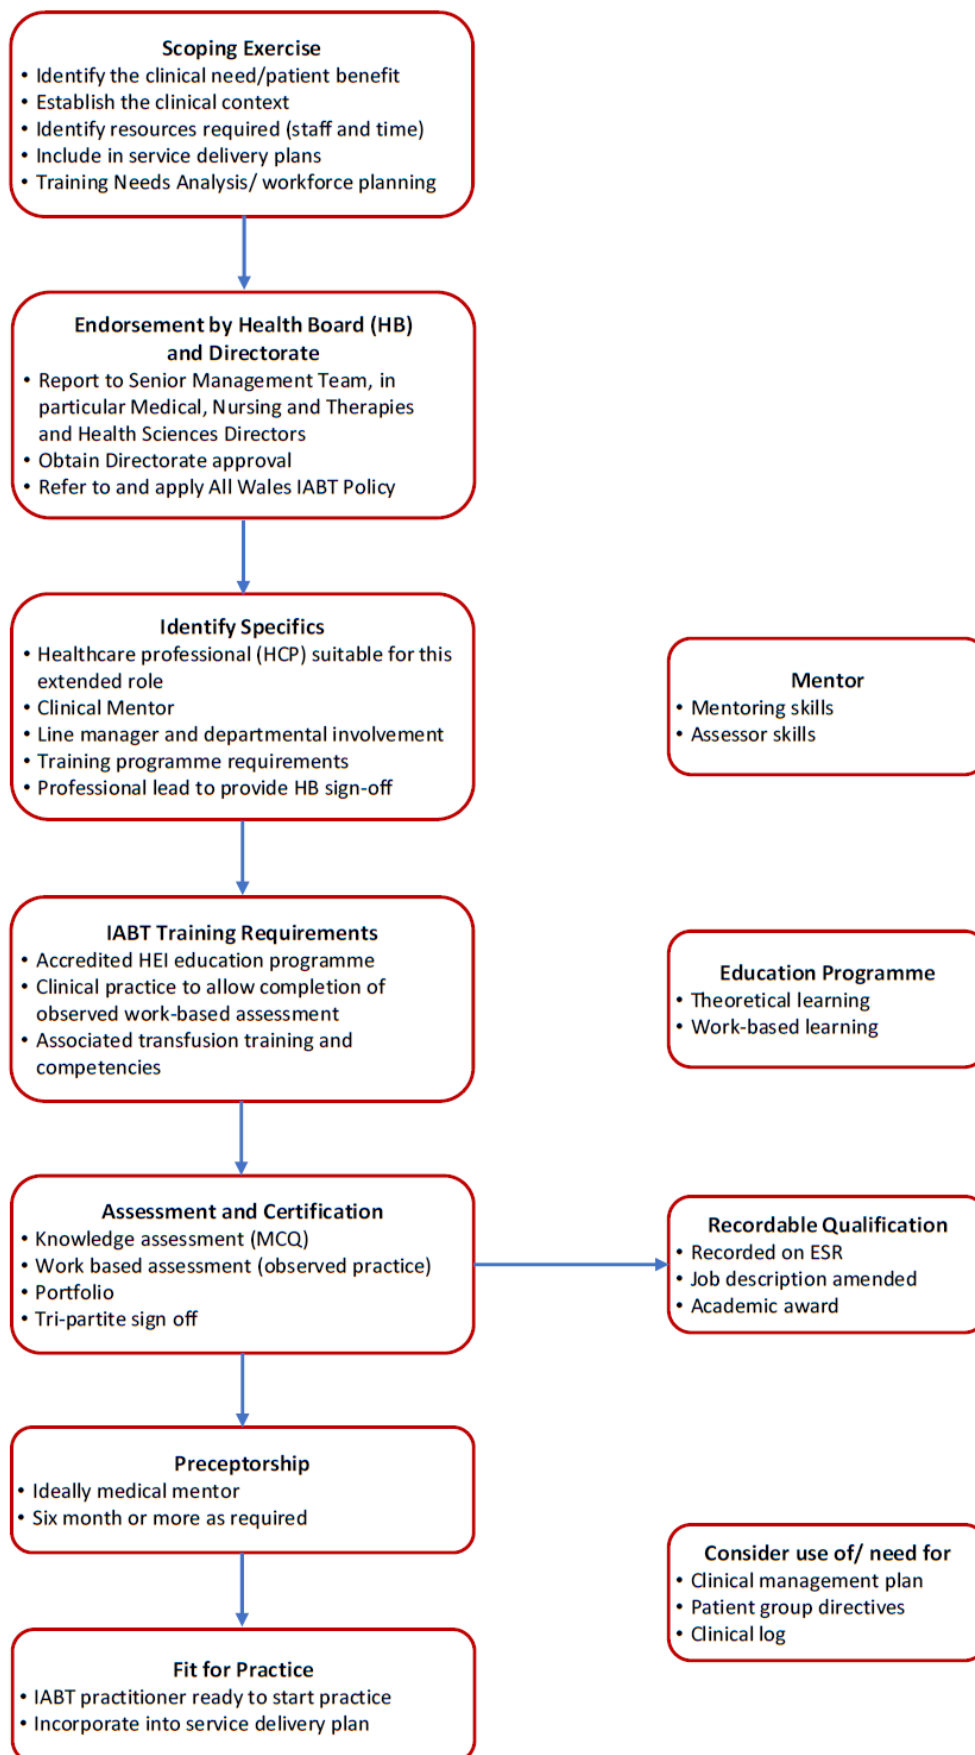 Scoping Exercise
• Identify the clinical need/patient benefit
• Establish the clinical context
• Identify resources required (staff and time)
• Include in service delivery plans
• Training Needs Analysis/ workforce planning
Endorsement by Health Board (HB)
and Directorate
• Report to Senior Management Team, in
particular Medical, Nursing and Therapies
and Health Sciences Directors
• Obtain Directorate approval
• Refer to and apply All Wales IABT Policy
Identify Specifics
• Healthcare professional (HCP) suitable for this
extended role
• Clinical Mentor
• Line manager and departmental involvement
• Training programme requirements
• Professional lead to provide HB sign-off
Mentor
• Mentoring skills
• Assessor skills
IABT Training Requirements
• Accredited HEI education programme
• Clinical practice to allow completion of
observed work-based assessment
• Associated transfusion training and
competencies
Education Programme
• Theoretical learning
• Work-based learning
Assessment and Certification
• Knowledge assessment (MCQ)
• Work based assessment (observed practice)
• Portfolio
• Tri-partite sign off
Recordable Qualification
• Recorded on ESR
• Job description amended
• Academic award
Preceptorship
• Ideally medical mentor
• Six month or more as required
Consider use of/ need for
• Clinical management plan
• Patient group directives
• Clinical log
Fit for Practice
• IABT practitioner ready to start practice
• Incorporate into service delivery plan